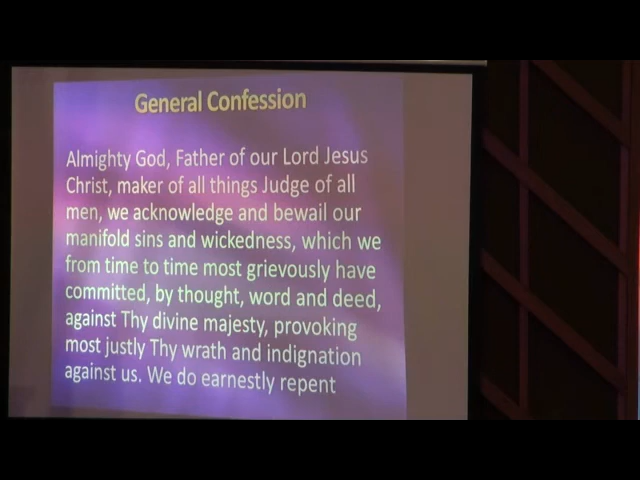 General Confession
Almighty God, Father of our Lord Jesus
Christ, maker of all things Judge of all
men, we acknowledge and bewail our
manifold sins and wickedness, which we
from time to time most grievously have
committed, by thought, word and deed,
against Thy divine majesty, provoking
most justly Thy wrath and indignation
against us. We do earnestly repent